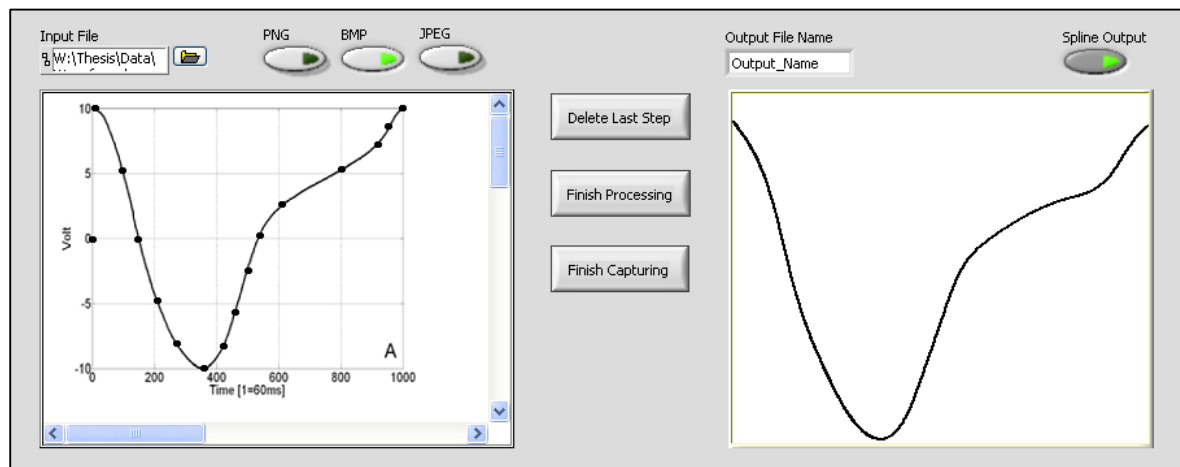 Input File
W:\Thesis\Data\
PNG
BMP
JPEG
Output File Name
Output_Name
Spline Output
10
5
0
-5
-10
Volt
0
200
400
600
800
1000
Time [1=60ms]
A
Delete Last Step
Finish Processing
Finish Capturing